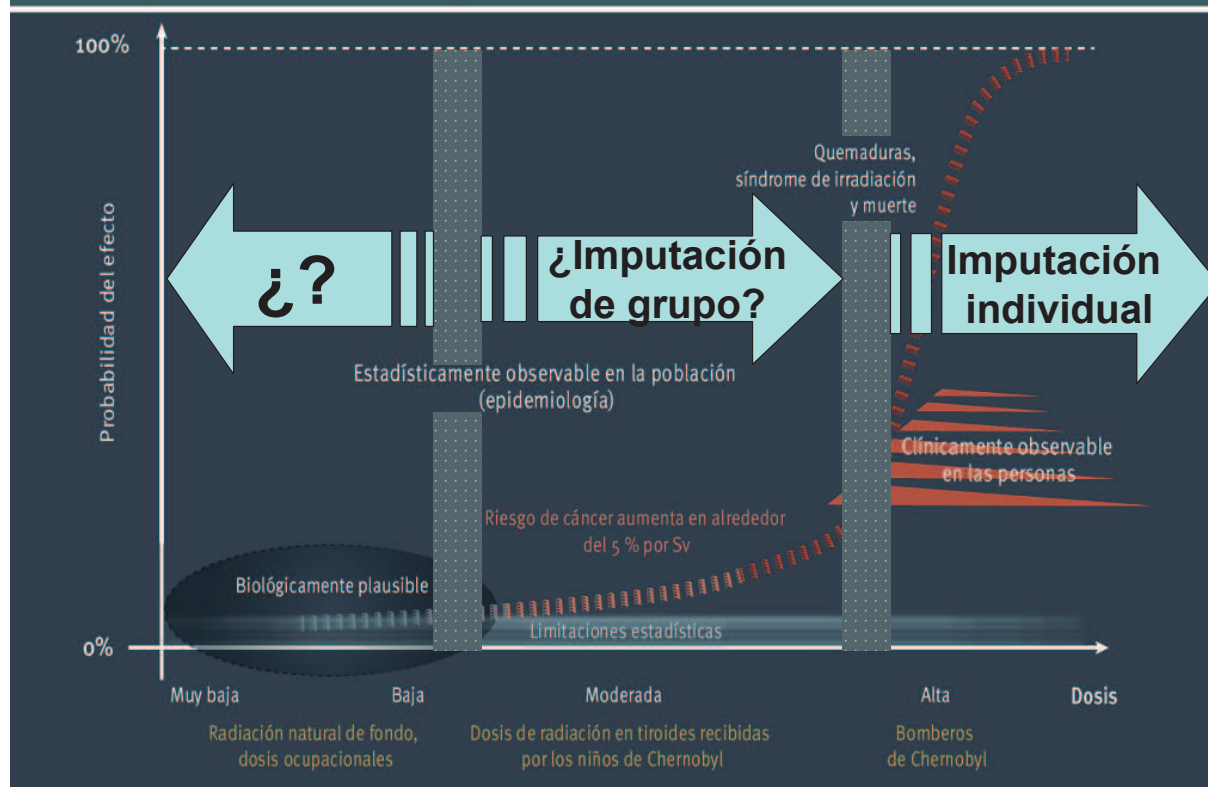 100%
Probabilidad del efecto
Quemaduras,
síndrome de irradiación
y muerte
¿?
¿Imputación
de grupo?
Imputación
individual
Estadísticamente observable en la población
(epidemiología)
Clínicamente observable
en las personas
Riesgo de cáncer aumenta en alrededor
del 5 % por Sv
Biológicamente plausible
Limitaciones estadísticas
0%
Muy baja
Baja
Moderada
Alta
Dosis
Radiación natural de fondo,
dosis ocupacionales
Dosis de radiación en tiroides recibidas
por los niños de Chernobyl
Bomberos
de Chernobyl